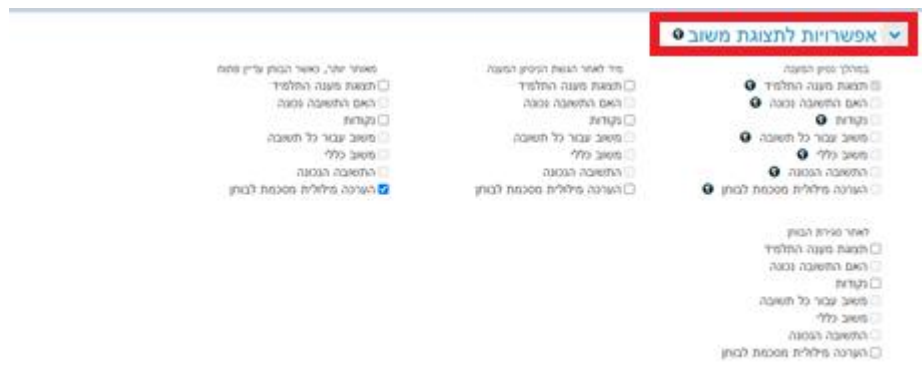 אפשרויות לתצוגת משוב
במהלך נסיון המענה
תצוגת מענה התלמיד
האם התשובה נכונה
נקודות
משוב עבור כל תשובה
משוב כללי
התשובה הנכונה
הערכה מילולית מסכמת לבוחן
מיד לאחר הגשת הניסיון המענה
תצוגת מענה התלמיד
האם התשובה נכונה
נקודות
משוב עבור כל תשובה
משוב כללי
התשובה הנכונה
הערכה מילולית מסכמת לבוחן
מאוחר יותר, כאשר הבוחן עדיין פתוח
תצוגת מענה התלמיד
האם התשובה נכונה
נקודות
משוב עבור כל תשובה
משוב כללי
התשובה הנכונה
הערכה מילולית מסכמת לבוחן
לאחר סגירת הבוחן
תצוגת מענה התלמיד
האם התשובה נכונה
נקודות
משוב עבור כל תשובה
משוב כללי
התשובה הנכונה
הערכה מילולית מסכמת לבוחן